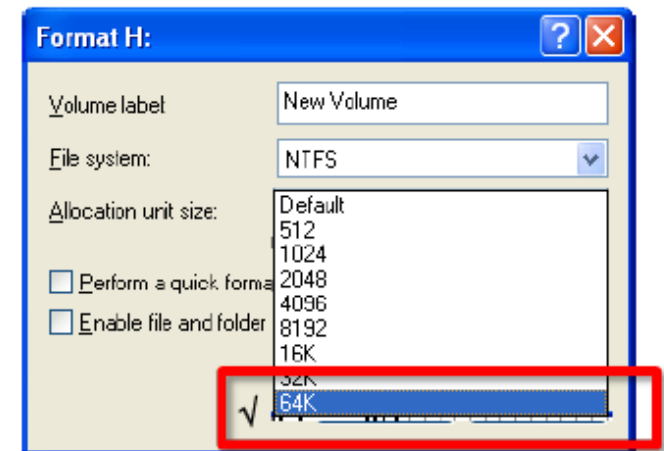 Format H:
Volume label:
New Volume
File system:
NTFS
Allocation unit size:
Default
512
1024
2048
4096
8192
16K
32K
64K
Perform a quick forma
Enable file and folder
√